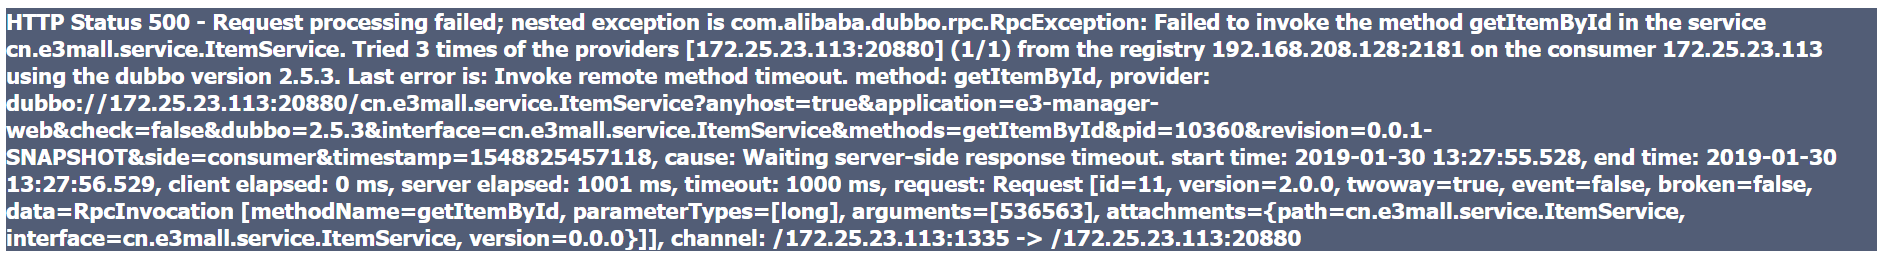 HTTP Status 500 - Request processing failed; nested exception is com.alibaba.dubbo.rpc.RpcException: Failed to invoke the method getItemById in the service
cn.e3mall.service.ItemService. Tried 3 times of the providers [172.25.23.113:20880] (1/1) from the registry 192.168.208.128:2181 on the consumer 172.25.23.113
using the dubbo version 2.5.3. Last error is: Invoke remote method timeout. method: getItemById, provider:
dubbo://172.25.23.113:20880/cn.e3mall.service.ItemService?anyhost=true&application=e3-manager-
web&check=false&dubbo=2.5.3&interface=cn.e3mall.service.ItemService&methods=getItemById&pid=10360&revision=0.0.1-
SNAPSHOT&side=consumer&timestamp=1548825457118, cause: Waiting server-side response timeout. start time: 2019-01-30 13:27:55.528, end time: 2019-01-30
13:27:56.529, client elapsed: 0 ms, server elapsed: 1001 ms, timeout: 1000 ms, request: Request [id=11, version=2.0.0, twoway=true, event=false, broken=false,
data=RpcInvocation [methodName=getItemById, parameterTypes=[long], arguments=[536563], attachments={path=cn.e3mall.service.ItemService,
interface=cn.e3mall.service.ItemService, version=0.0.0}]], channel: /172.25.23.113:1335 -> /172.25.23.113:20880